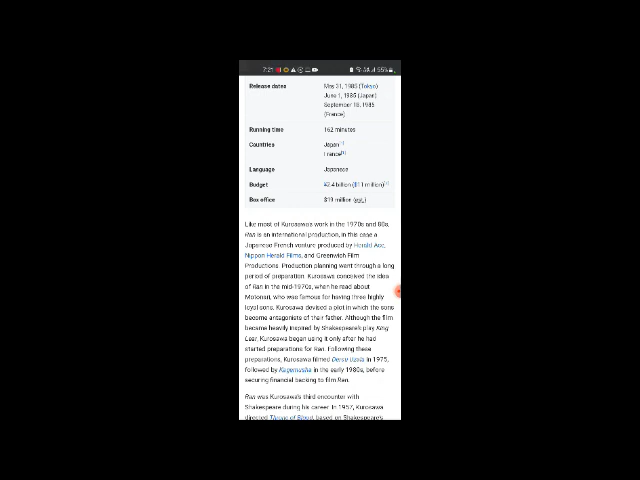 7:21 55%
Release dates May 31, 1985 (Tokyo)
June 1, 1985 (Japan)
September 18, 1985
(France)
Running time 162 minutes
Countries Japan[1]
France[1]
Language Japanese
Budget ¥2.4 billion ($11 million)
Box office $19 million (est.)
Like most of Kurosawa's work in the 1970s and 80s,
Ran is an international production, in this case a
Japanese French venture produced by Herald Ace,
Nippon Herald Films, and Greenwich Film
Productions. Production planning went through a long
period of preparation. Kurosawa conceived the idea
of Ran in the mid-1970s, when he read about
Motonari, who was famous for having three highly
loyal sons. Kurosawa devised a plot in which the sons
become antagonists of their father. Although the film
became heavily inspired by Shakespeare's play King
Lear, Kurosawa began using it only after he had
started preparations for Ran. Following these
preparations, Kurosawa filmed Dersu Uzala in 1975,
followed by Kagemusha in the early 1980s, before
securing financial backing to film Ran.
Ran was Kurosawa's third encounter with
Shakespeare during his career. In 1957, Kurosawa
directed Throne of Blood, based on Shakespeare's